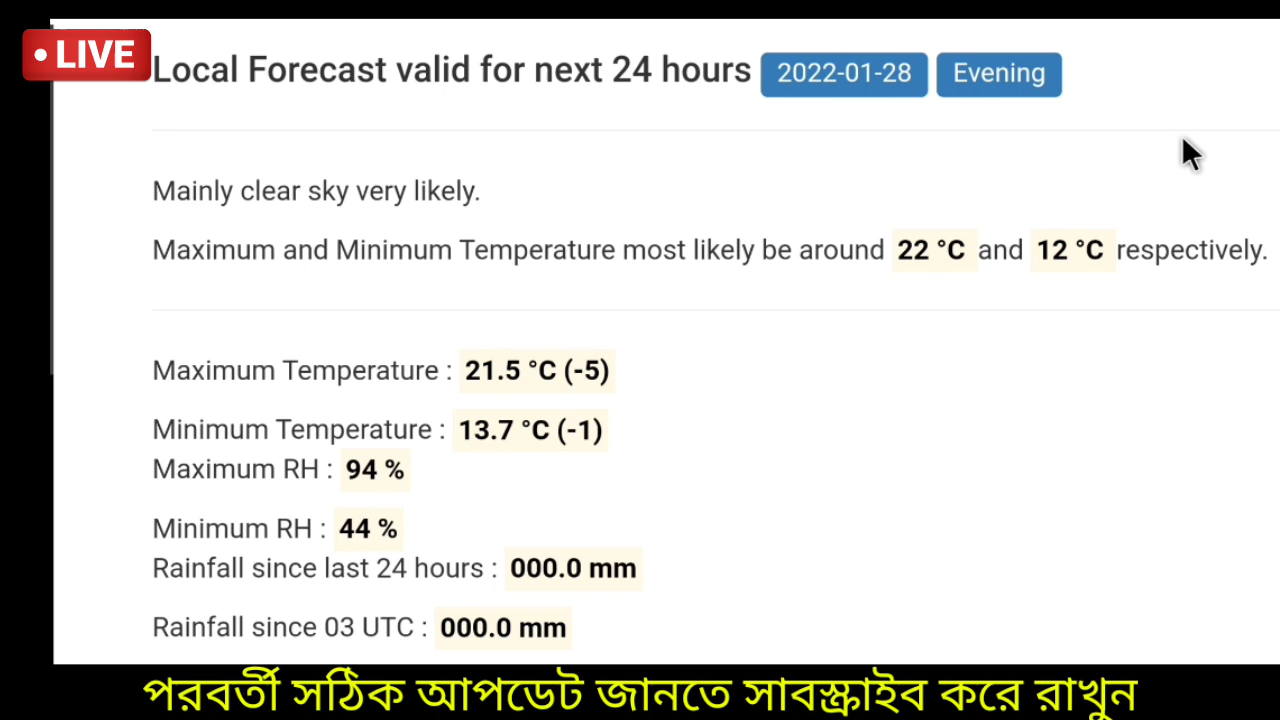 • LIVE
Local Forecast valid for next 24 hours 2022-01-28 Evening
Mainly clear sky very likely.
Maximum and Minimum Temperature most likely be around 22 °C and 12 °C respectively.
Maximum Temperature : 21.5 °C (-5)
Minimum Temperature : 13.7 °C (-1)
Maximum RH : 94 %
Minimum RH : 44 %
Rainfall since last 24 hours : 000.0 mm
Rainfall since 03 UTC : 000.0 mm
পরবর্তী সঠিক আপডেট জানতে সাবস্ক্রাইব করে রাখুন